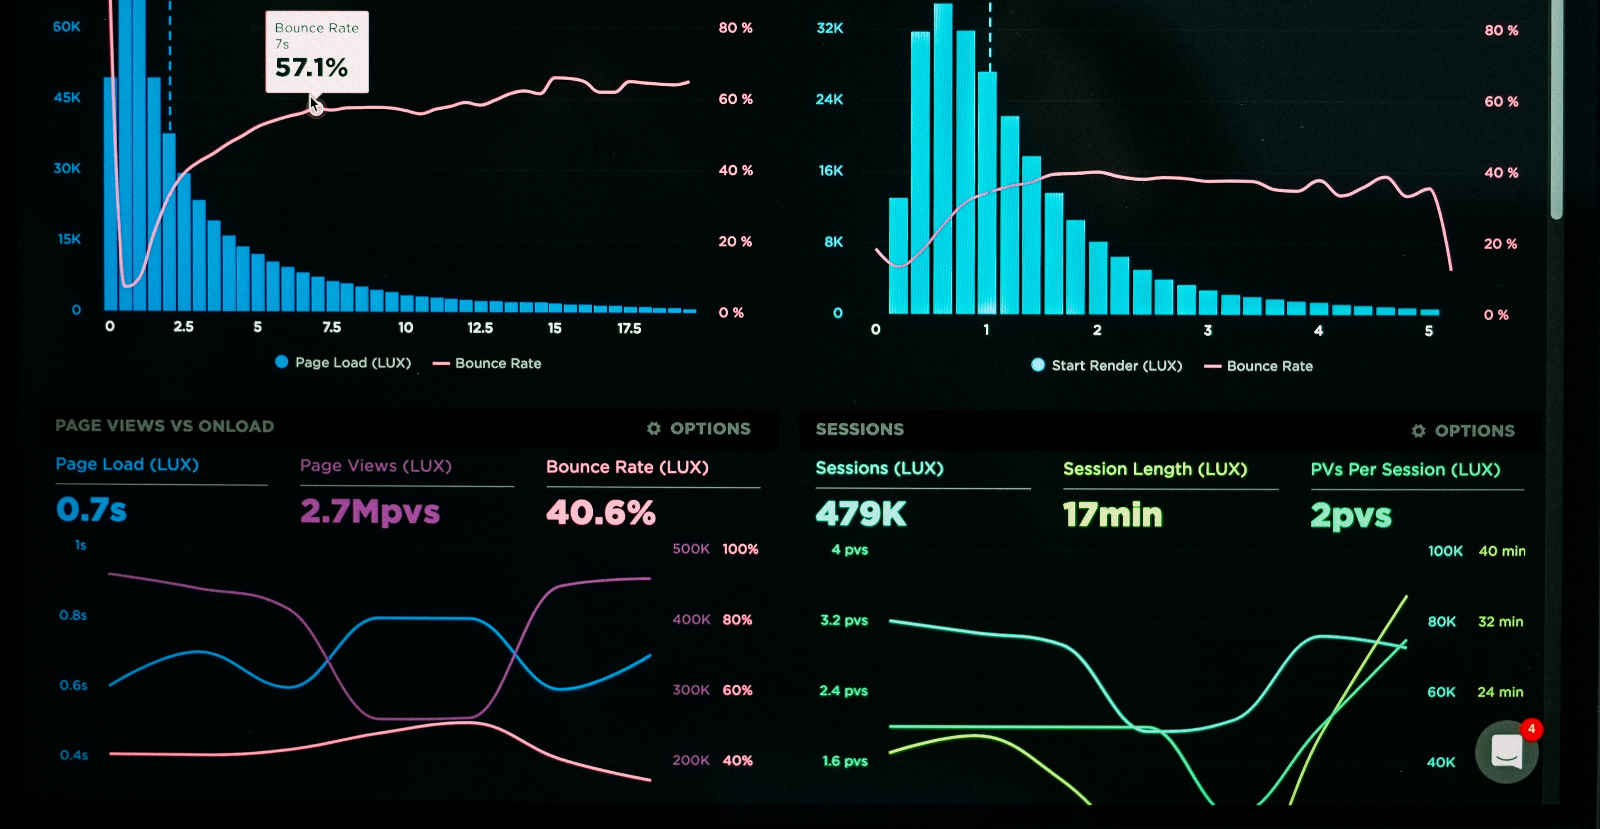 60K
45K
30K
15K
0
Bounce Rate
7s
57.1%
80 %
60 %
40 %
20 %
0 %
0 2.5 5 7.5 10 12.5 15 17.5
Page Load (LUX) Bounce Rate
32K
24K
16K
8K
0
80 %
60 %
40 %
20 %
0 %
0 1 2 3 4 5
Start Render (LUX) Bounce Rate
PAGE VIEWS VS ONLOAD OPTIONS
Page Load (LUX) Page Views (LUX) Bounce Rate (LUX)
0.7s 2.7Mpvs 40.6%
1s 500K 100%
0.8s 400K 80%
0.6s 300K 60%
0.4s 200K 40%
SESSIONS OPTIONS
Sessions (LUX) Session Length (LUX) PVs Per Session (LUX)
479K 17min 2pvs
4 pvs 100K 40 min
3.2 pvs 80K 32 min
2.4 pvs 60K 24 min
1.6 pvs 40K
4